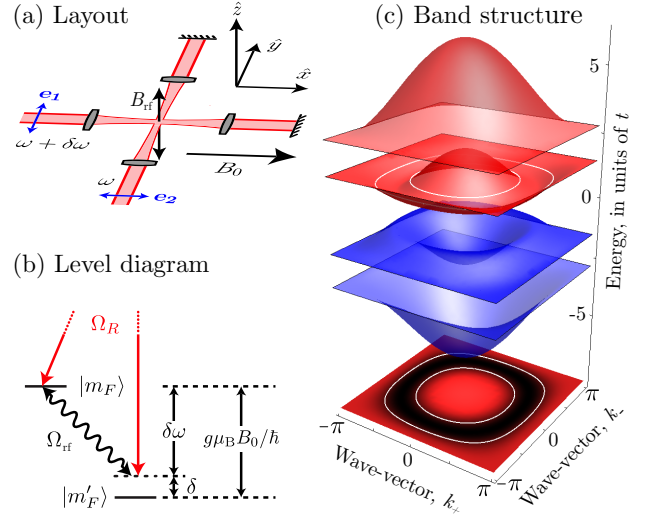 (a) Layout
ẑ
ŷ
x̂
e₁
B_rf
ω + δω
ω
e₂
B₀
(b) Level diagram
Ω_R
|m_F⟩
Ω_rf
δω
gμ_B B₀/ħ
δ
|m′_F⟩
(c) Band structure
5
0
-5
Energy, in units of t
−π
0
π
Wave-vector, k₊
−π
0
π
Wave-vector, k₋